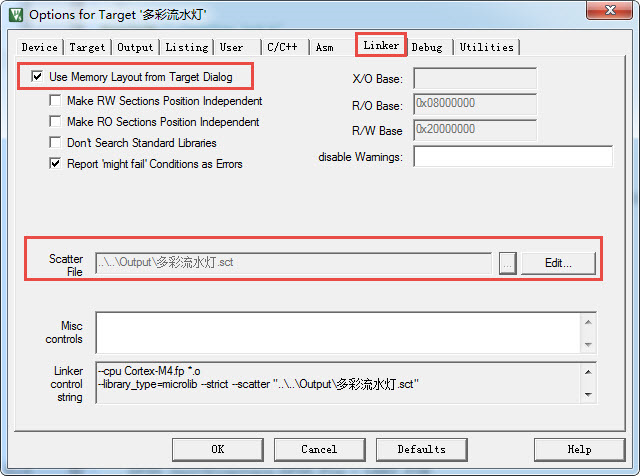 Options for Target '多彩流水灯'
Device Target Output Listing User C/C++ Asm Linker Debug Utilities
Use Memory Layout from Target Dialog
Make RW Sections Position Independent
Make RO Sections Position Independent
Don't Search Standard Libraries
Report 'might fail' Conditions as Errors
X/O Base:
R/O Base: 0x08000000
R/W Base 0x20000000
disable Warnings:
Scatter
File
..\..\Output\多彩流水灯.sct
...
Edit...
Misc
controls
Linker
control
string
--cpu Cortex-M4.fp *.o
--library_type=microlib --strict --scatter "..\..\Output\多彩流水灯.sct"
OK Cancel Defaults Help